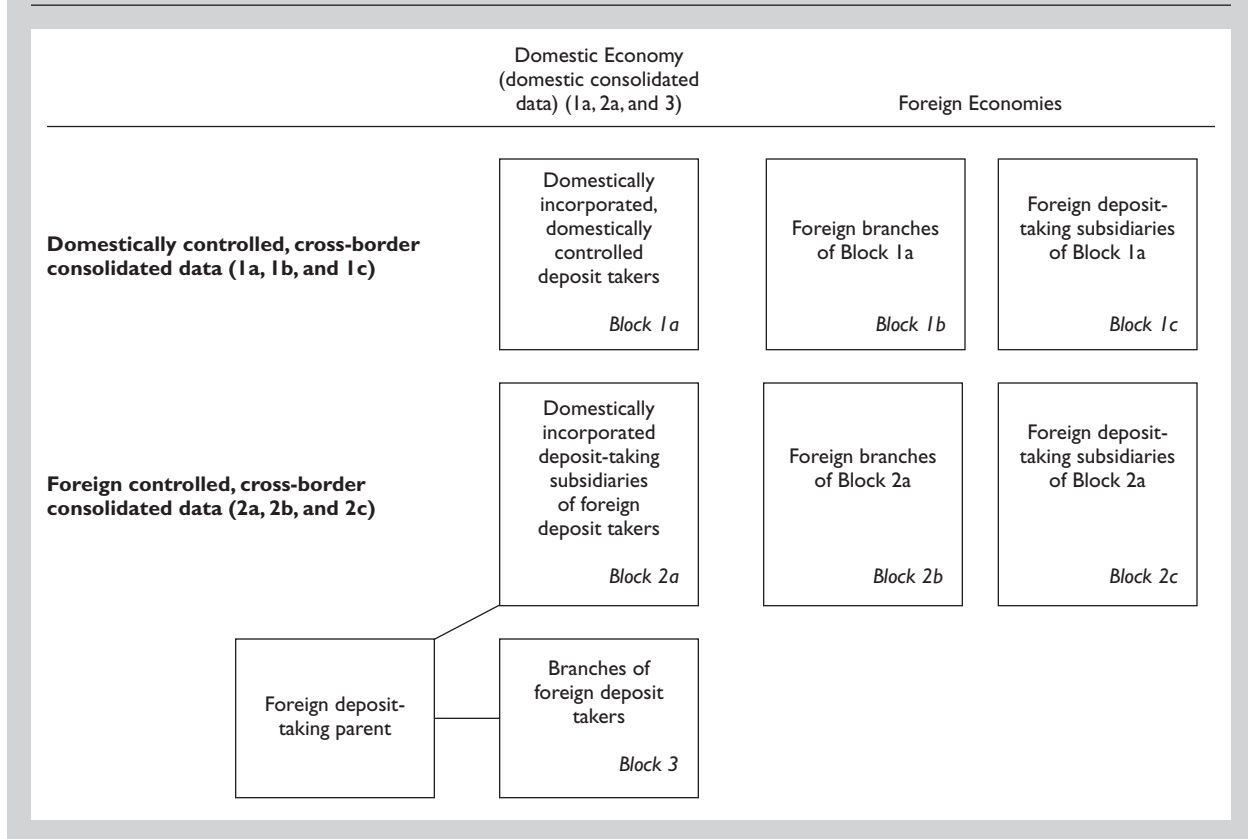 Domestic Economy
(domestic consolidated
data) (1a, 2a, and 3)
Foreign Economies
Domestically controlled, cross-border
consolidated data (1a, 1b, and 1c)
Domestically
incorporated,
domestically
controlled
deposit takers
Block 1a
Foreign branches
of Block 1a
Block 1b
Foreign deposit-
taking subsidiaries
of Block 1a
Block 1c
Foreign controlled, cross-border
consolidated data (2a, 2b, and 2c)
Domestically
incorporated
deposit-taking
subsidiaries
of foreign
deposit takers
Block 2a
Foreign branches
of Block 2a
Block 2b
Foreign deposit-
taking subsidiaries
of Block 2a
Block 2c
Foreign deposit-
taking parent
Branches of
foreign deposit
takers
Block 3